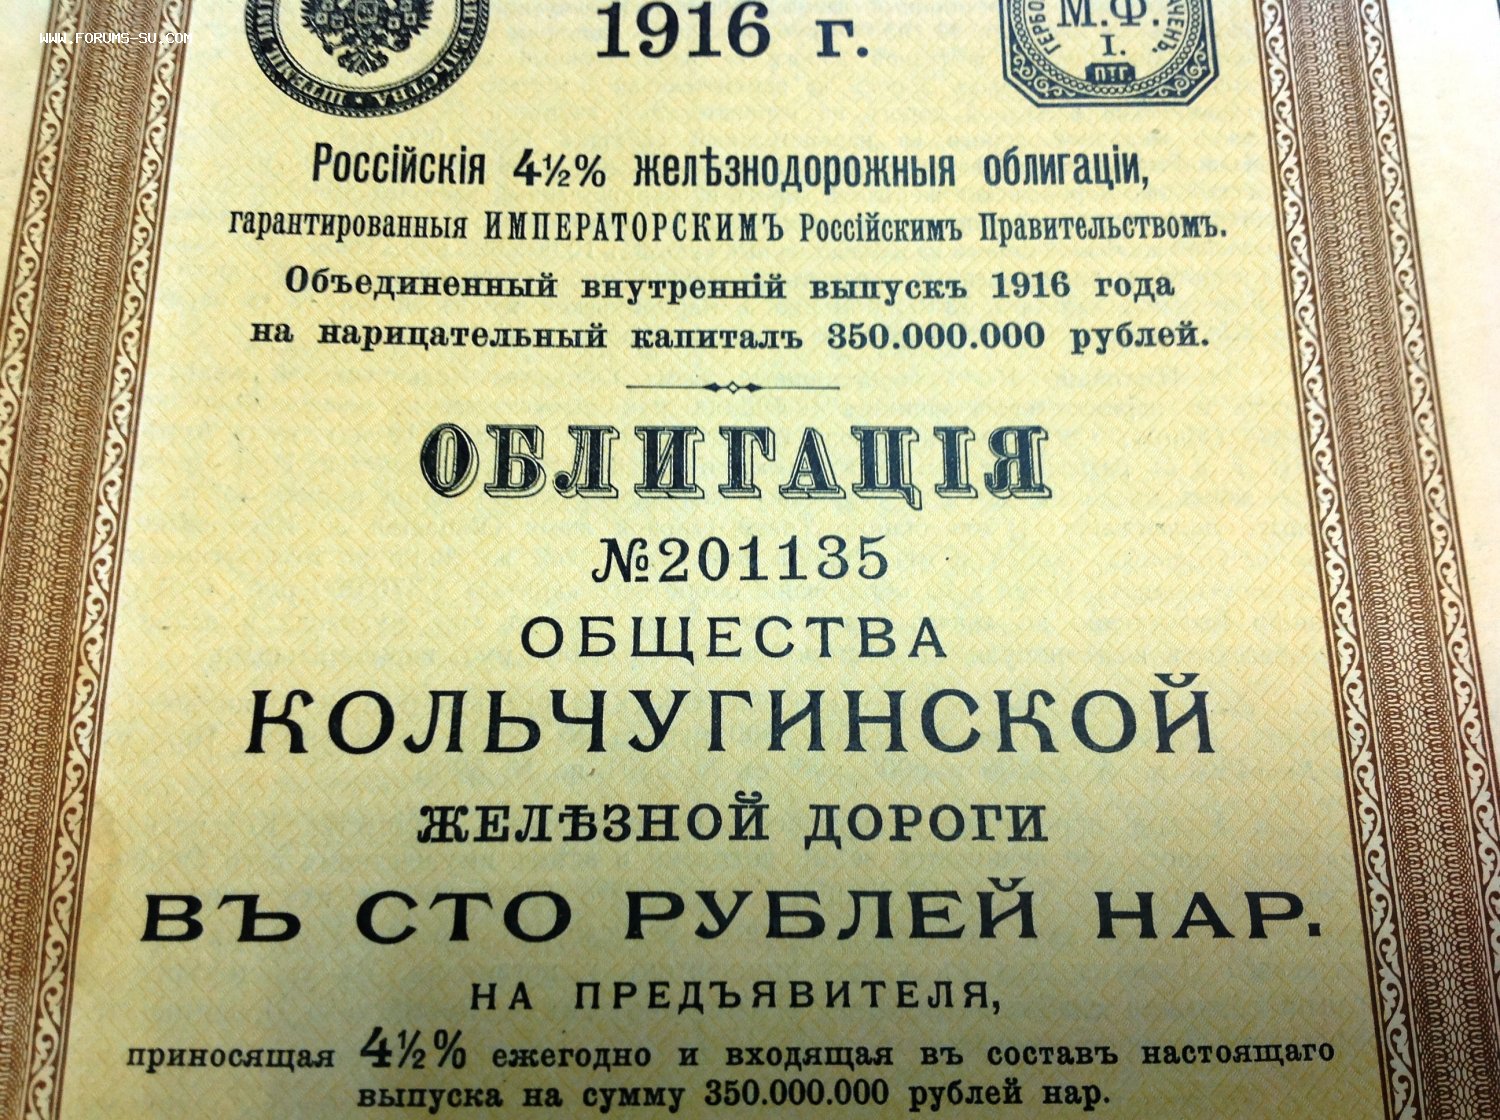 WWW.FORUMS-SU.COM
1916 г.
М.Ф.
I.
ПТГ.
Россійскія 4½% желѣзнодорожныя облигаціи,
гарантированныя ИМПЕРАТОРСКИМЪ Россійскимъ Правительствомъ.
Объединенный внутренній выпускъ 1916 года
на нарицательный капиталъ 350.000.000 рублей.
ОБЛИГАЦІЯ
№201135
ОБЩЕСТВА
КОЛЬЧУГИНСКОЙ
ЖЕЛѢЗНОЙ ДОРОГИ
ВЪ СТО РУБЛЕЙ НАР.
НА ПРЕДЪЯВИТЕЛЯ,
приносящая 4½% ежегодно и входящая въ составъ настоящаго
выпуска на сумму 350.000.000 рублей нар.